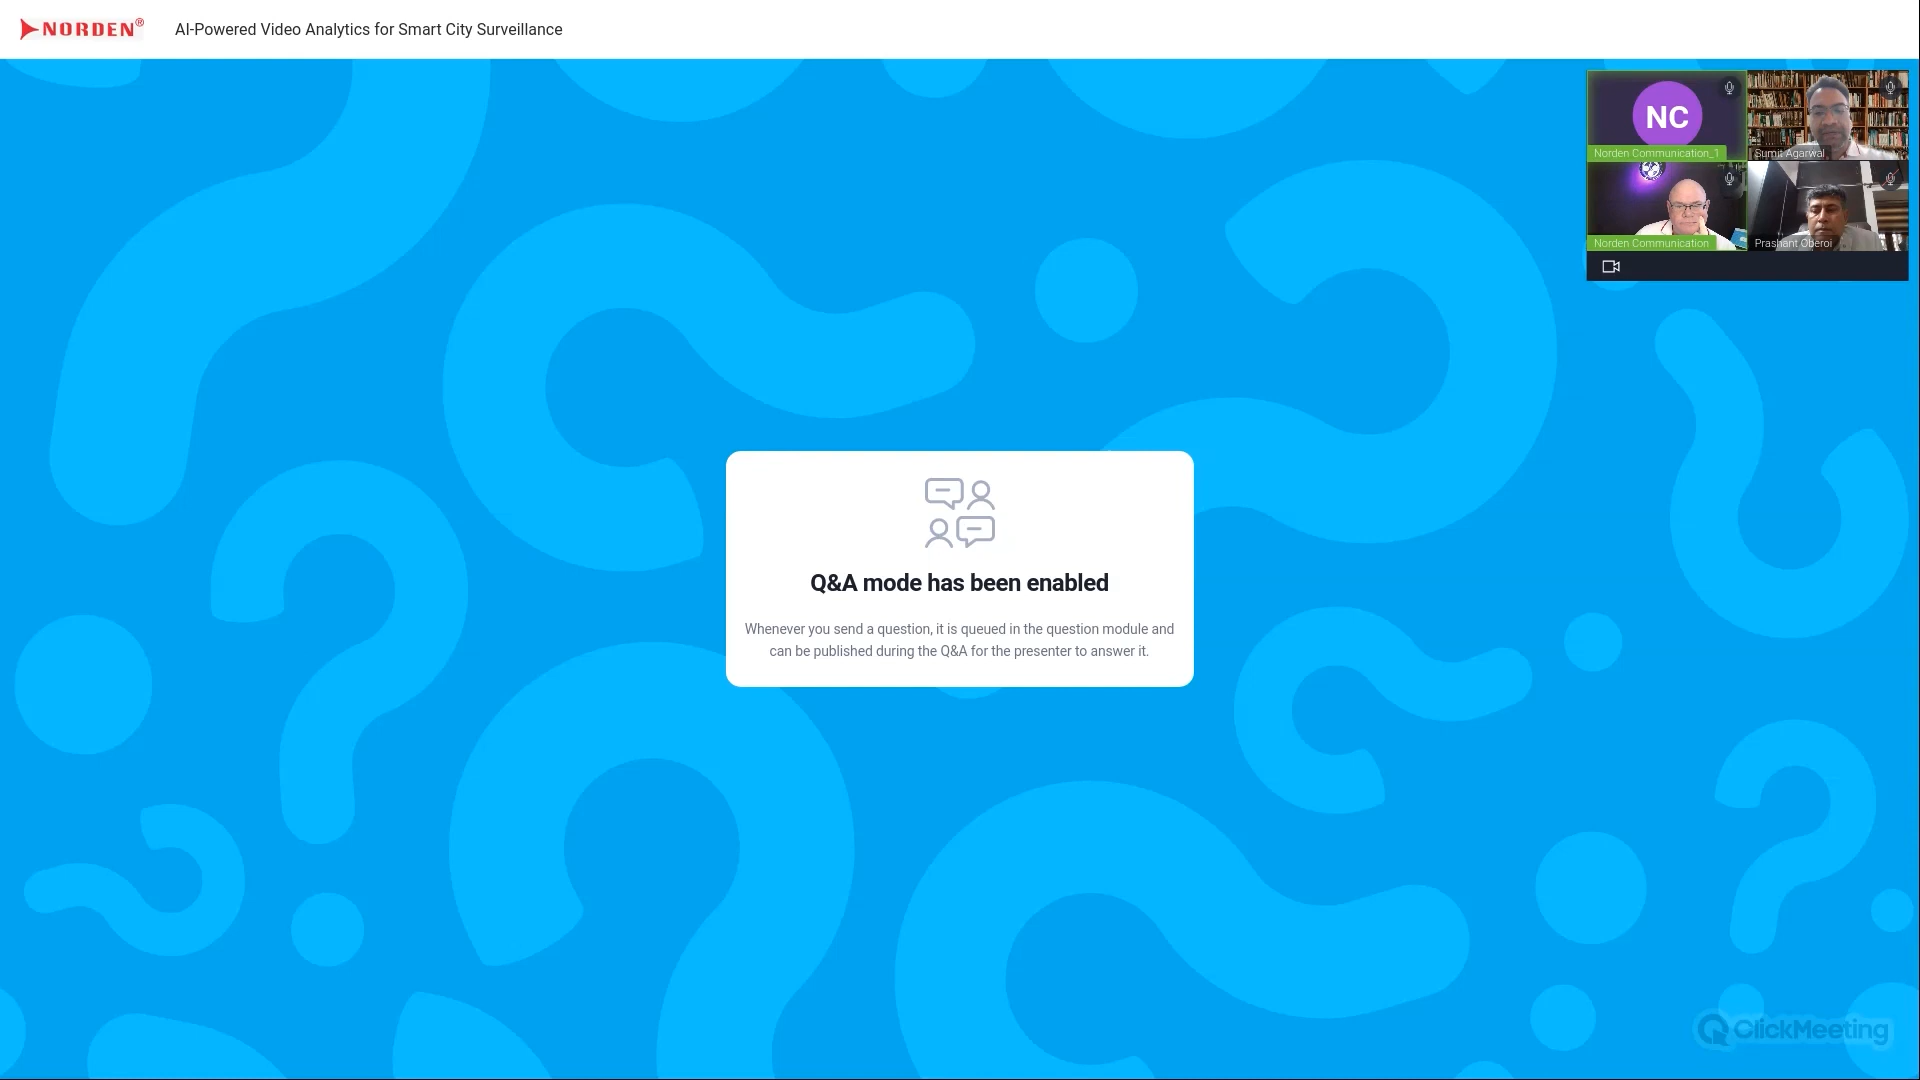 NORDEN®
AI-Powered Video Analytics for Smart City Surveillance
NC
Norden Communication_1
Sumit Agarwal
Norden Communication
Prashant Oberoi
Q&A mode has been enabled
Whenever you send a question, it is queued in the question module and
can be published during the Q&A for the presenter to answer it.
ClickMeeting